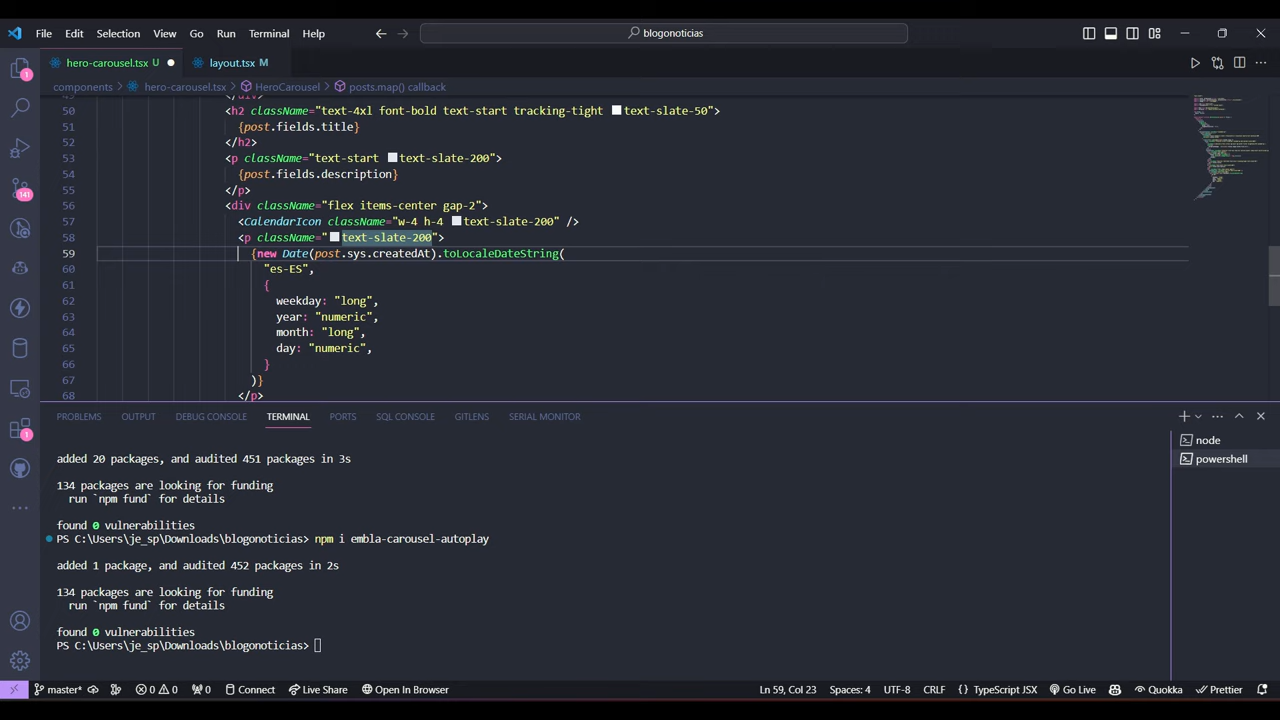 File Edit Selection View Go Run Terminal Help
blogonoticias
hero-carousel.tsx U
layout.tsx M
components > hero-carousel.tsx > HeroCarousel > posts.map() callback
50 <h2 className="text-4xl font-bold text-start tracking-tight text-slate-50">
51 {post.fields.title}
52 </h2>
53 <p className="text-start text-slate-200">
54 {post.fields.description}
55 </p>
56 <div className="flex items-center gap-2">
57 <CalendarIcon className="w-4 h-4 text-slate-200" />
58 <p className="text-slate-200">
59 {new Date(post.sys.createdAt).toLocaleDateString(
60 "es-ES",
61 {
62 weekday: "long",
63 year: "numeric",
64 month: "long",
65 day: "numeric",
66 }
67 )}
68 </p>
PROBLEMS OUTPUT DEBUG CONSOLE TERMINAL PORTS SQL CONSOLE GITLENS SERIAL MONITOR
added 20 packages, and audited 451 packages in 3s
134 packages are looking for funding
run `npm fund` for details
found 0 vulnerabilities
PS C:\Users\je_sp\Downloads\blogonoticias> npm i embla-carousel-autoplay
added 1 package, and audited 452 packages in 2s
134 packages are looking for funding
run `npm fund` for details
found 0 vulnerabilities
PS C:\Users\je_sp\Downloads\blogonoticias>
node
powershell
1
141
1
master* 0 0 0 Connect Live Share Open In Browser Ln 59, Col 23 Spaces: 4 UTF-8 CRLF {} TypeScript JSX Go Live Quokka Prettier